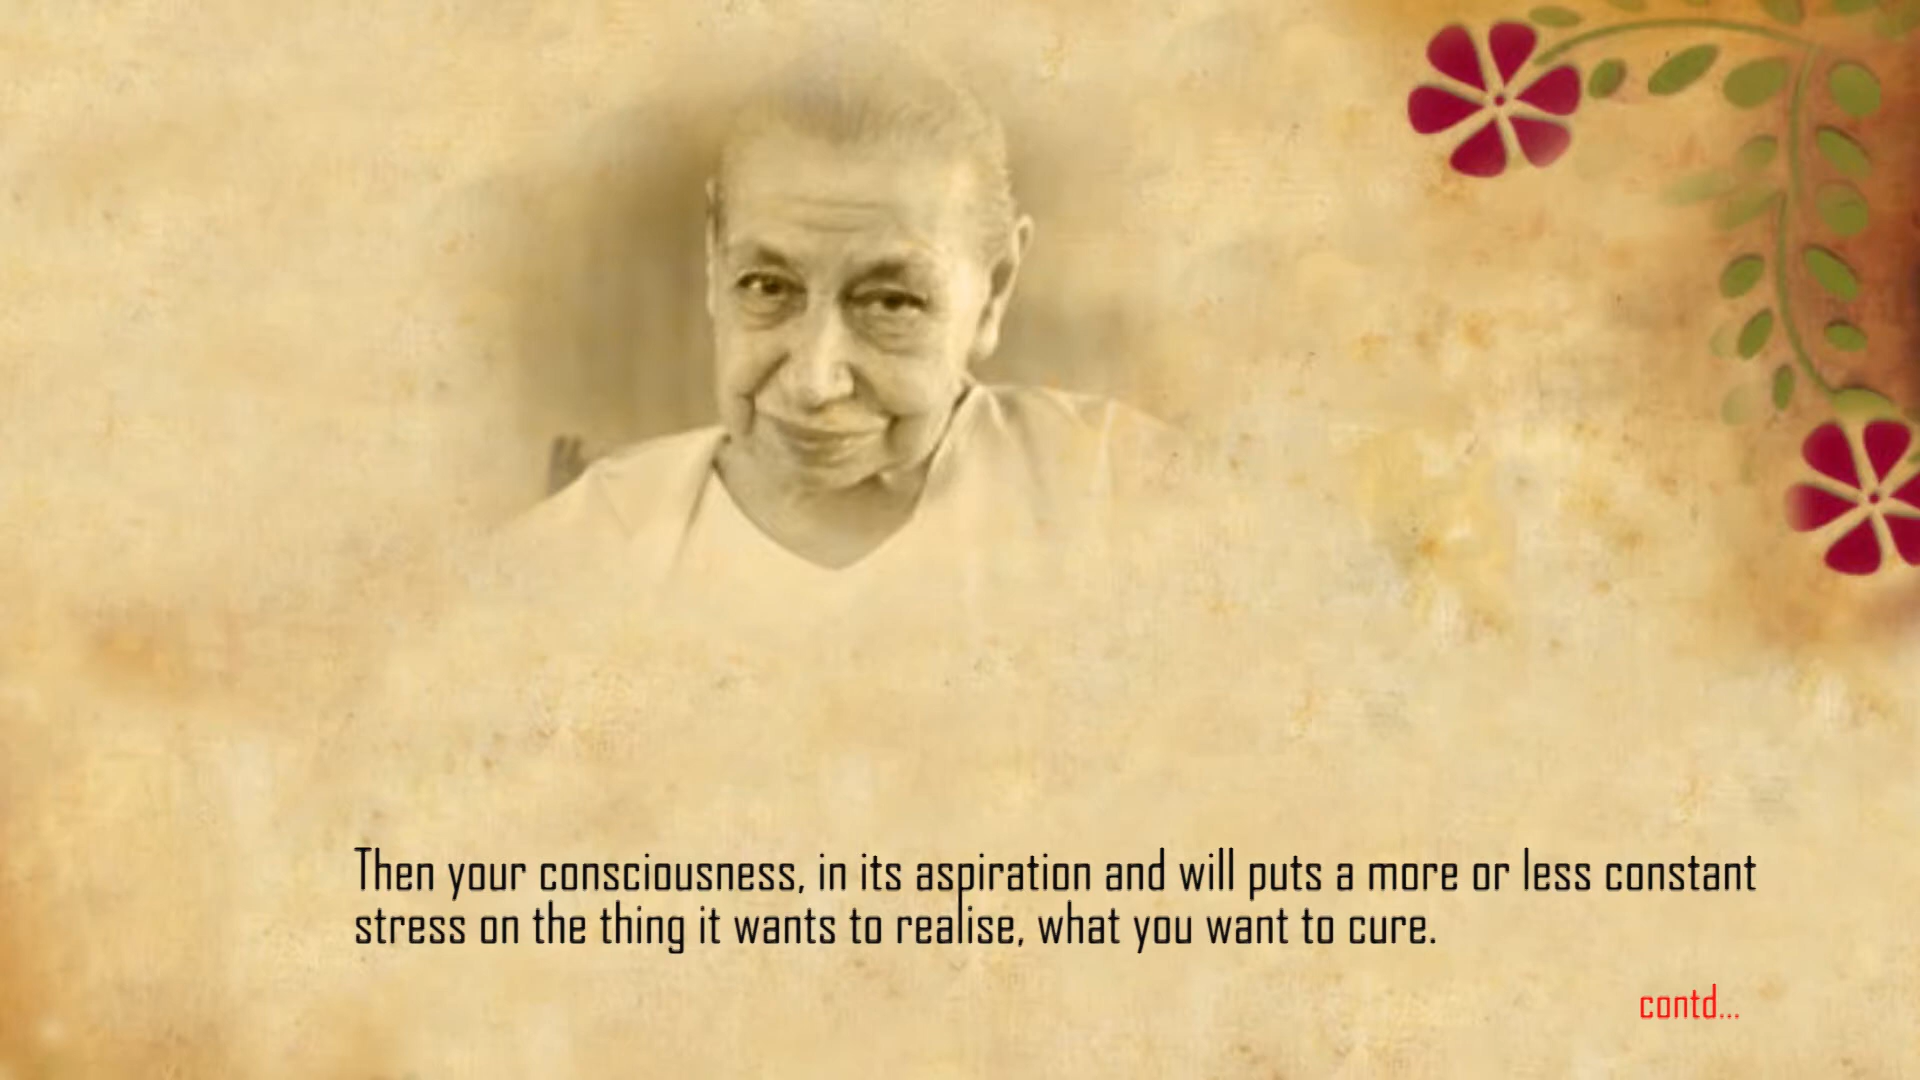 Then your consciousness, in its aspiration and will puts a more or less constant
stress on the thing it wants to realise, what you want to cure.
contd...